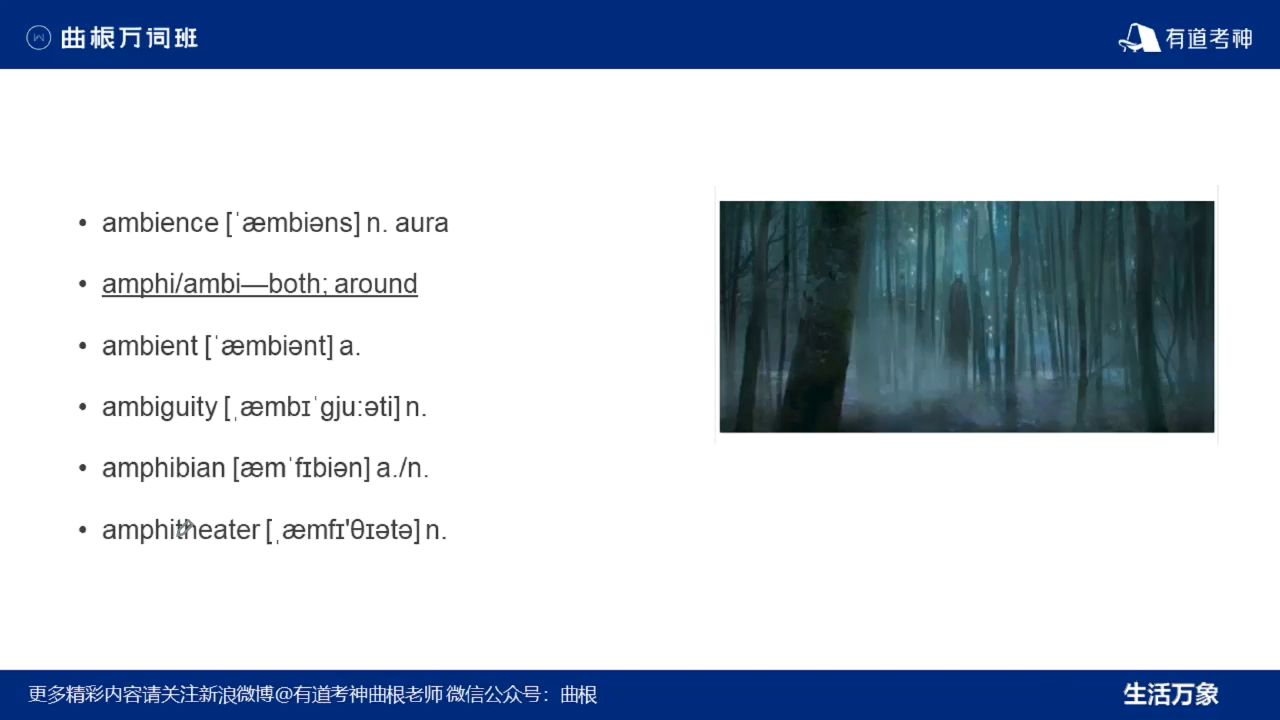 曲根万词班
有道考神
• ambience [ˈæmbiəns] n. aura
• amphi/ambi—both; around
• ambient [ˈæmbiənt] a.
• ambiguity [ˌæmbɪˈɡjuːəti] n.
• amphibian [æmˈfɪbiən] a./n.
• amphitheater [ˌæmfɪ'θɪətə] n.
更多精彩内容请关注新浪微博@有道考神曲根老师 微信公众号：曲根
生活万象